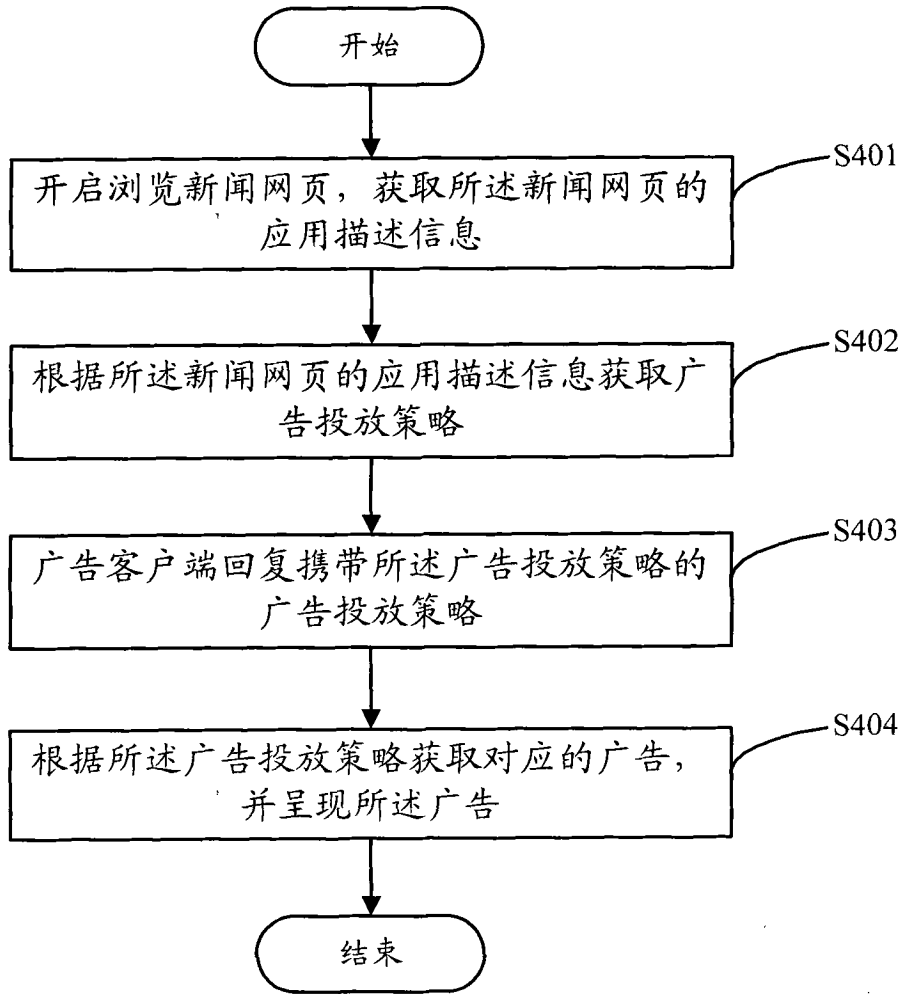 开始
S401
开启浏览新闻网页，获取所述新闻网页的
应用描述信息
S402
根据所述新闻网页的应用描述信息获取广
告投放策略
S403
广告客户端回复携带所述广告投放策略的
广告投放策略
S404
根据所述广告投放策略获取对应的广告，
并呈现所述广告
结束